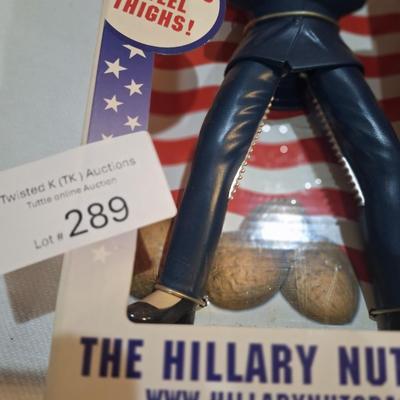 THIGHS!
Twisted K (TK) Auctions
Tuttle online Auction
Lot # 289
THE HILLARY NUT